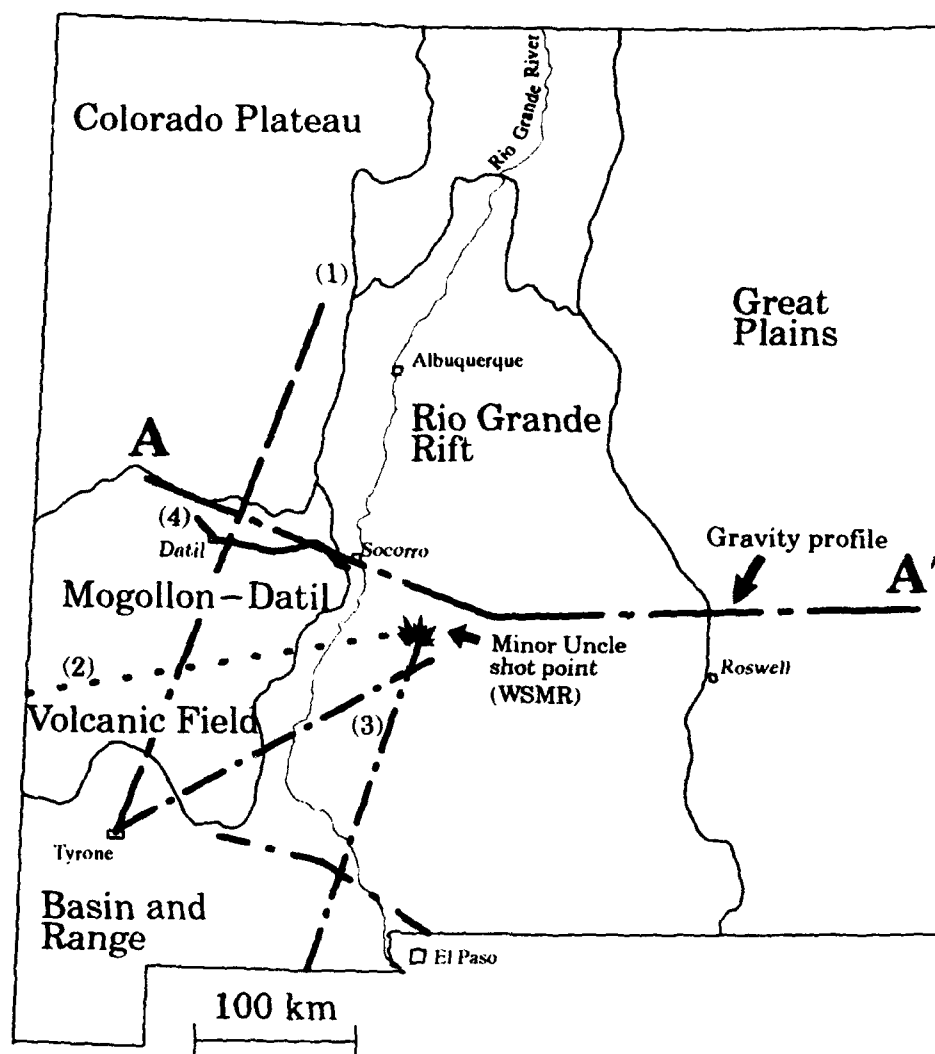 Rio Grande River
Colorado Plateau
(1)
Great
Plains
Albuquerque
Rio Grande
Rift
A
(4)
Datil
Socorro
Gravity profile
A'
Mogollon-Datil
Minor Uncle
shot point
(WSMR)
(2)
Roswell
Volcanic Field
(3)
Tyrone
Basin and
Range
El Paso
100 km